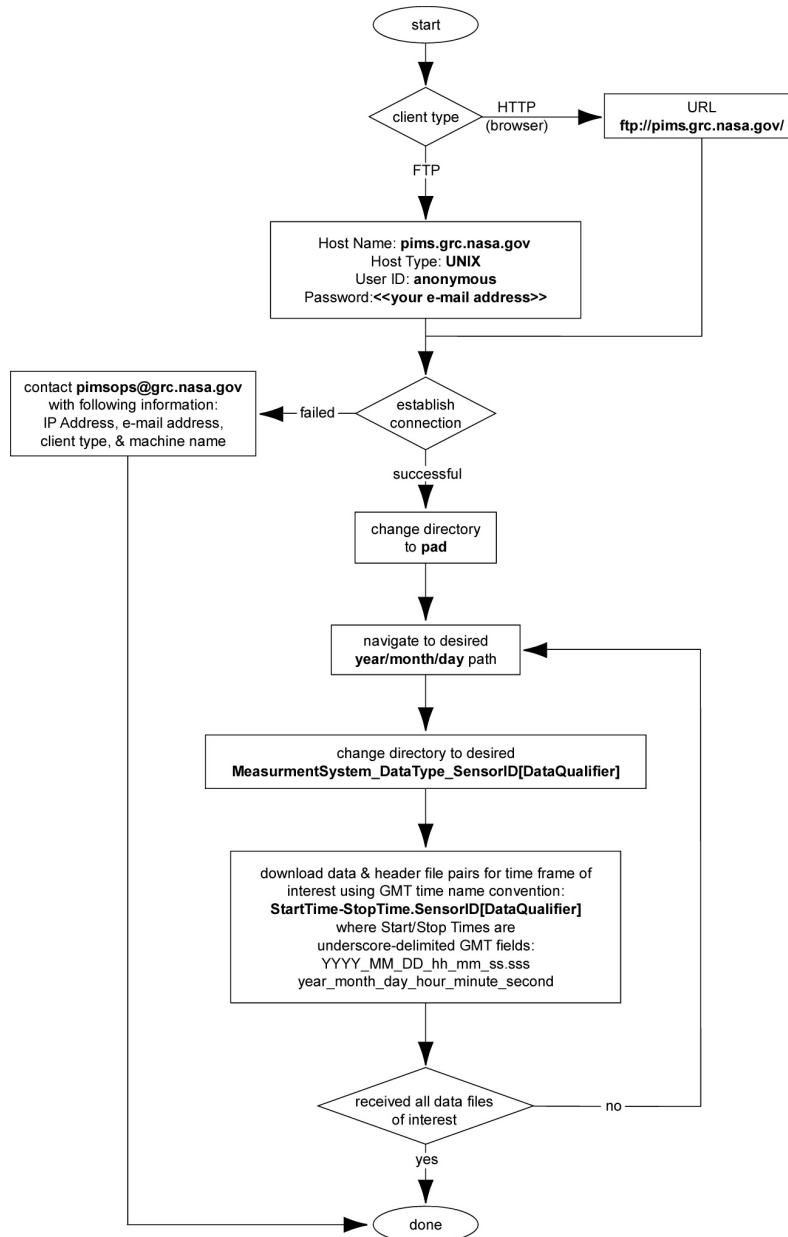 start
client type
HTTP
(browser)
URL
ftp://pims.grc.nasa.gov/
FTP
Host Name: pims.grc.nasa.gov
Host Type: UNIX
User ID: anonymous
Password:<<your e-mail address>>
contact pimsops@grc.nasa.gov
with following information:
IP Address, e-mail address,
client type, & machine name
failed
establish
connection
successful
change directory
to pad
navigate to desired
year/month/day path
change directory to desired
MeasurmentSystem_DataType_SensorID[DataQualifier]
download data & header file pairs for time frame of
interest using GMT time name convention:
StartTime-StopTime.SensorID[DataQualifier]
where Start/Stop Times are
underscore-delimited GMT fields:
YYYY_MM_DD_hh_mm_ss.sss
year_month_day_hour_minute_second
received all data files
of interest
no
yes
done